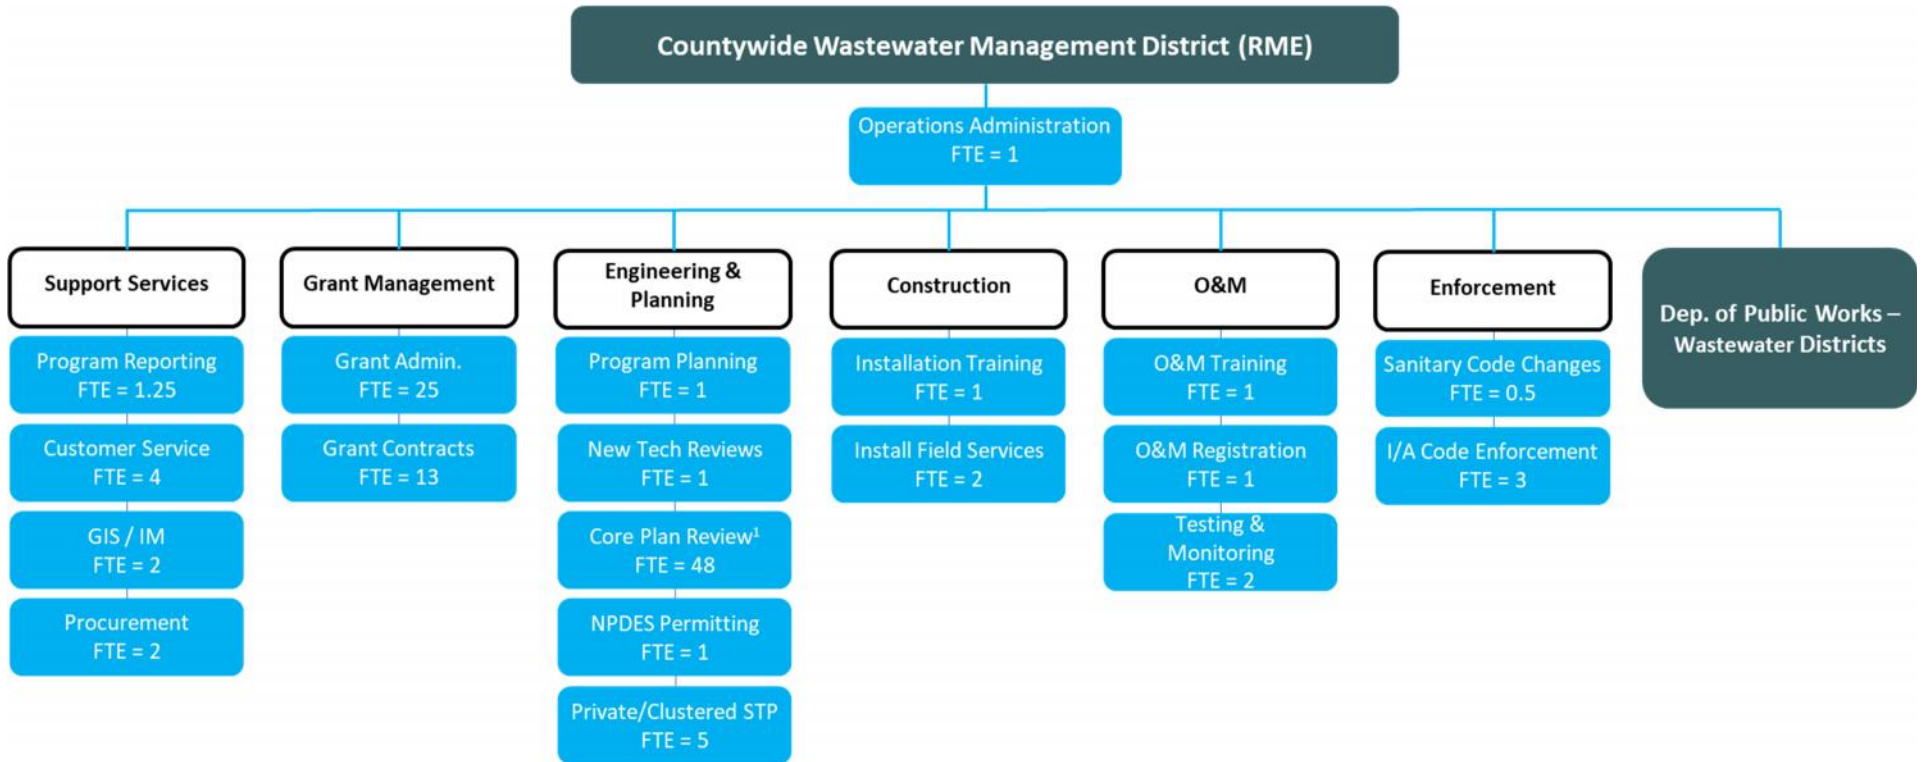 Countywide Wastewater Management District (RME)
Operations Administration
FTE = 1
Support Services
Program Reporting
FTE = 1.25
Customer Service
FTE = 4
GIS / IM
FTE = 2
Procurement
FTE = 2
Grant Management
Grant Admin.
FTE = 25
Grant Contracts
FTE = 13
Engineering &
Planning
Program Planning
FTE = 1
New Tech Reviews
FTE = 1
Core Plan Review¹
FTE = 48
NPDES Permitting
FTE = 1
Private/Clustered STP
FTE = 5
Construction
Installation Training
FTE = 1
Install Field Services
FTE = 2
O&M
O&M Training
FTE = 1
O&M Registration
FTE = 1
Testing &
Monitoring
FTE = 2
Enforcement
Sanitary Code Changes
FTE = 0.5
I/A Code Enforcement
FTE = 3
Dep. of Public Works –
Wastewater Districts